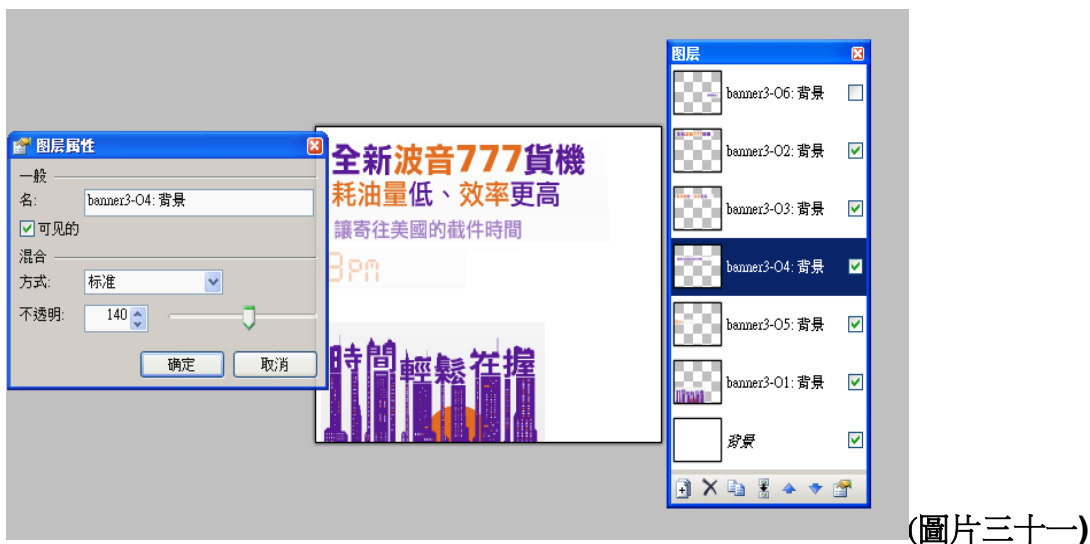 图层
banner3-O6: 背景
banner3-O2: 背景
banner3-O3: 背景
banner3-O4: 背景
banner3-O5: 背景
banner3-O1: 背景
背景
图层属性
一般
名:
banner3-O4: 背景
可见的
混合
方式:
标准
不透明:
140
确定
取消
全新波音777貨機
耗油量低、效率更高
讓寄往美國的截件時間
3pm
時間輕鬆在握
(圖片三十一)